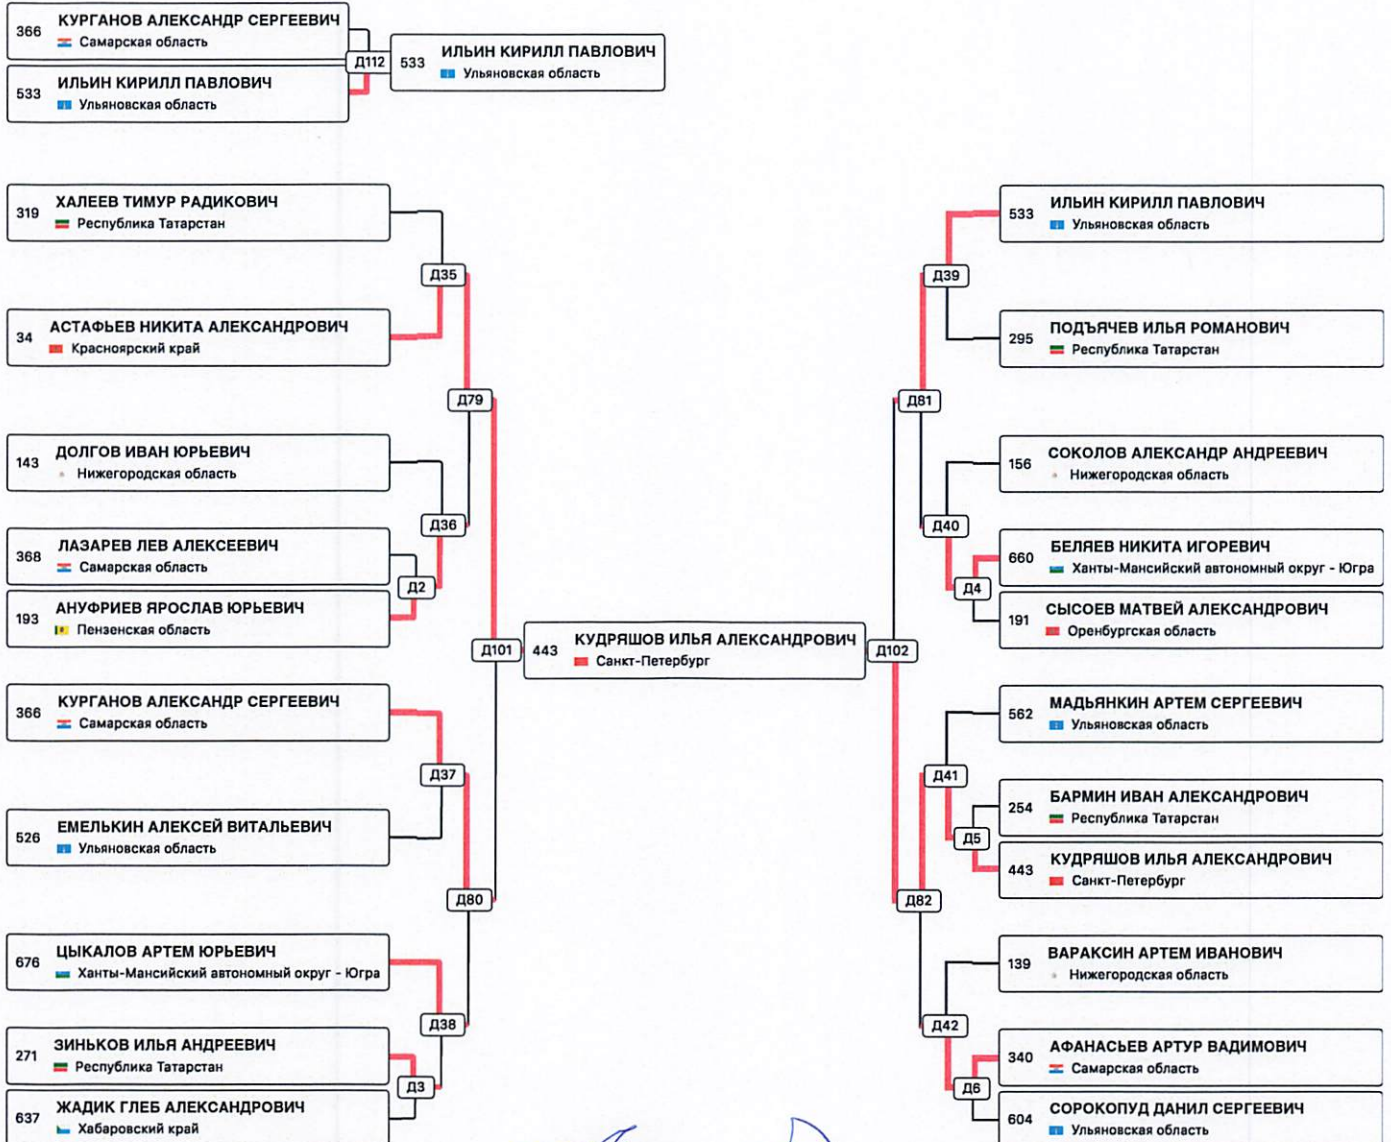 366 КУРГАНОВ АЛЕКСАНДР СЕРГЕЕВИЧ
Самарская область
533 ИЛЬИН КИРИЛЛ ПАВЛОВИЧ
Ульяновская область
Д112
533 ИЛЬИН КИРИЛЛ ПАВЛОВИЧ
Ульяновская область
319 ХАЛЕЕВ ТИМУР РАДИКОВИЧ
Республика Татарстан
Д35
34 АСТАФЬЕВ НИКИТА АЛЕКСАНДРОВИЧ
Красноярский край
Д79
143 ДОЛГОВ ИВАН ЮРЬЕВИЧ
Нижегородская область
Д36
368 ЛАЗАРЕВ ЛЕВ АЛЕКСЕЕВИЧ
Самарская область
Д2
193 АНУФРИЕВ ЯРОСЛАВ ЮРЬЕВИЧ
Пензенская область
Д101
443 КУДРЯШОВ ИЛЬЯ АЛЕКСАНДРОВИЧ
Санкт-Петербург
Д102
366 КУРГАНОВ АЛЕКСАНДР СЕРГЕЕВИЧ
Самарская область
Д37
526 ЕМЕЛЬКИН АЛЕКСЕЙ ВИТАЛЬЕВИЧ
Ульяновская область
Д80
676 ЦЫКАЛОВ АРТЕМ ЮРЬЕВИЧ
Ханты-Мансийский автономный округ - Югра
Д38
271 ЗИНЬКОВ ИЛЬЯ АНДРЕЕВИЧ
Республика Татарстан
Д3
637 ЖАДИК ГЛЕБ АЛЕКСАНДРОВИЧ
Хабаровский край
533 ИЛЬИН КИРИЛЛ ПАВЛОВИЧ
Ульяновская область
Д39
295 ПОДЪЯЧЕВ ИЛЬЯ РОМАНОВИЧ
Республика Татарстан
Д81
156 СОКОЛОВ АЛЕКСАНДР АНДРЕЕВИЧ
Нижегородская область
Д40
660 БЕЛЯЕВ НИКИТА ИГОРЕВИЧ
Ханты-Мансийский автономный округ - Югра
Д4
191 СЫСОЕВ МАТВЕЙ АЛЕКСАНДРОВИЧ
Оренбургская область
562 МАДЬЯНКИН АРТЕМ СЕРГЕЕВИЧ
Ульяновская область
Д41
254 БАРМИН ИВАН АЛЕКСАНДРОВИЧ
Республика Татарстан
Д5
443 КУДРЯШОВ ИЛЬЯ АЛЕКСАНДРОВИЧ
Санкт-Петербург
Д82
139 ВАРАКСИН АРТЕМ ИВАНОВИЧ
Нижегородская область
Д42
340 АФАНАСЬЕВ АРТУР ВАДИМОВИЧ
Самарская область
Д6
604 СОРОКОПУД ДАНИЛ СЕРГЕЕВИЧ
Ульяновская область